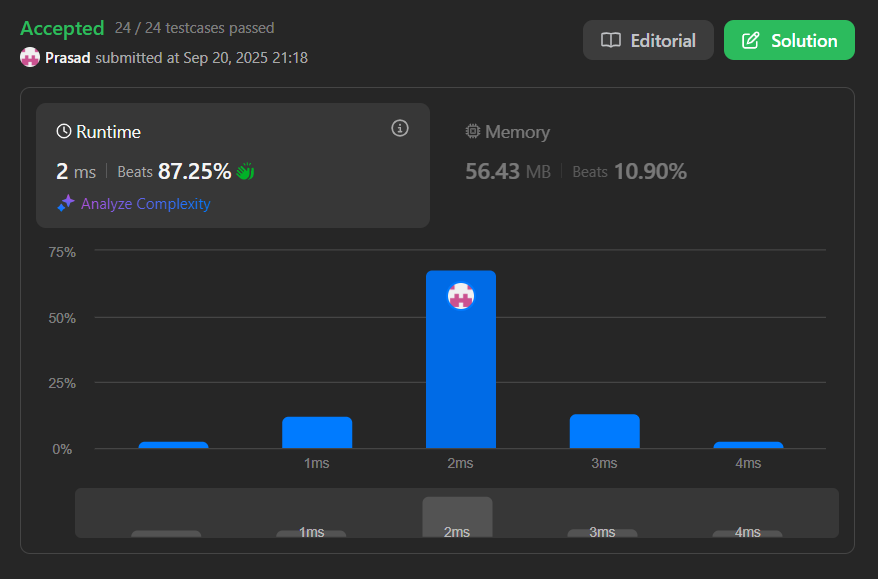 Accepted 24 / 24 testcases passed
Prasad submitted at Sep 20, 2025 21:18
Editorial
Solution
Runtime
2 ms Beats 87.25%
Analyze Complexity
Memory
56.43 MB Beats 10.90%
75%
50%
25%
0%
1ms 2ms 3ms 4ms
1ms 2ms 3ms 4ms